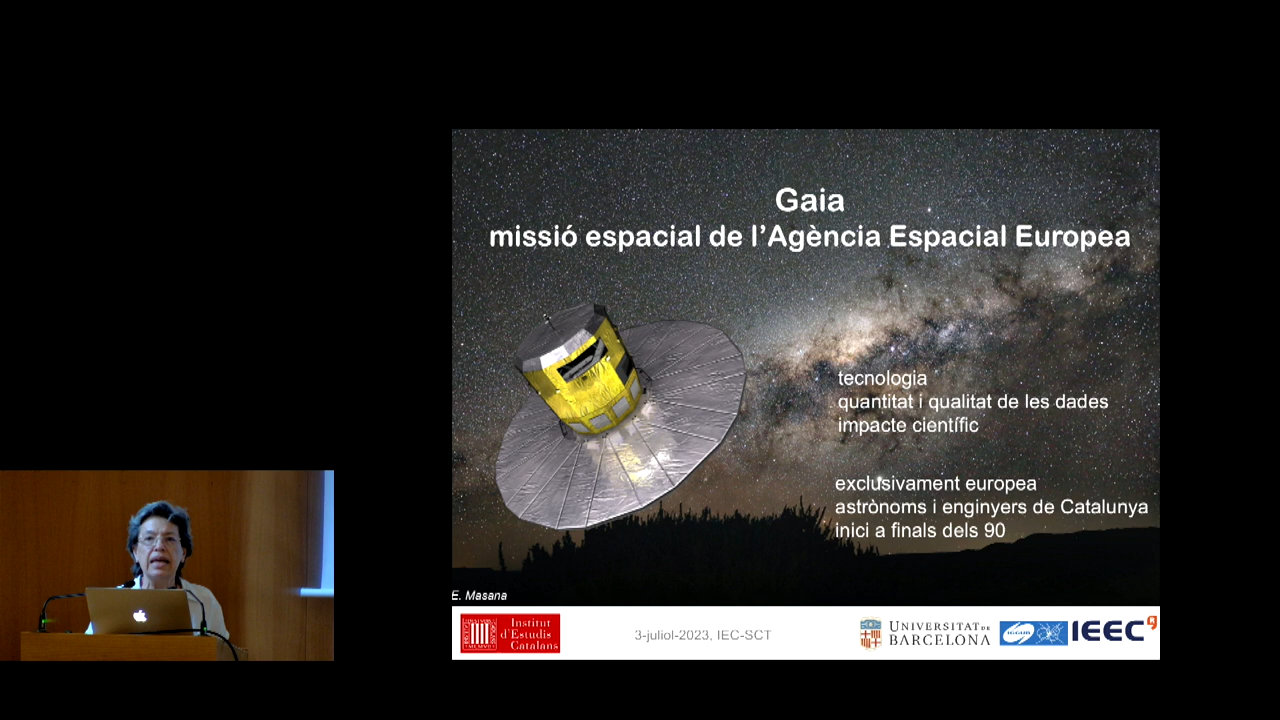 Gaia
missió espacial de l'Agència Espacial Europea
tecnologia
quantitat i qualitat de les dades
impacte científic
exclusivament europea
astrònoms i enginyers de Catalunya
inici a finals dels 90
E. Masana
Institut
d'Estudis
Catalans
3-juliol-2023, IEC-SCT
UNIVERSITAT DE
BARCELONA
IEEC